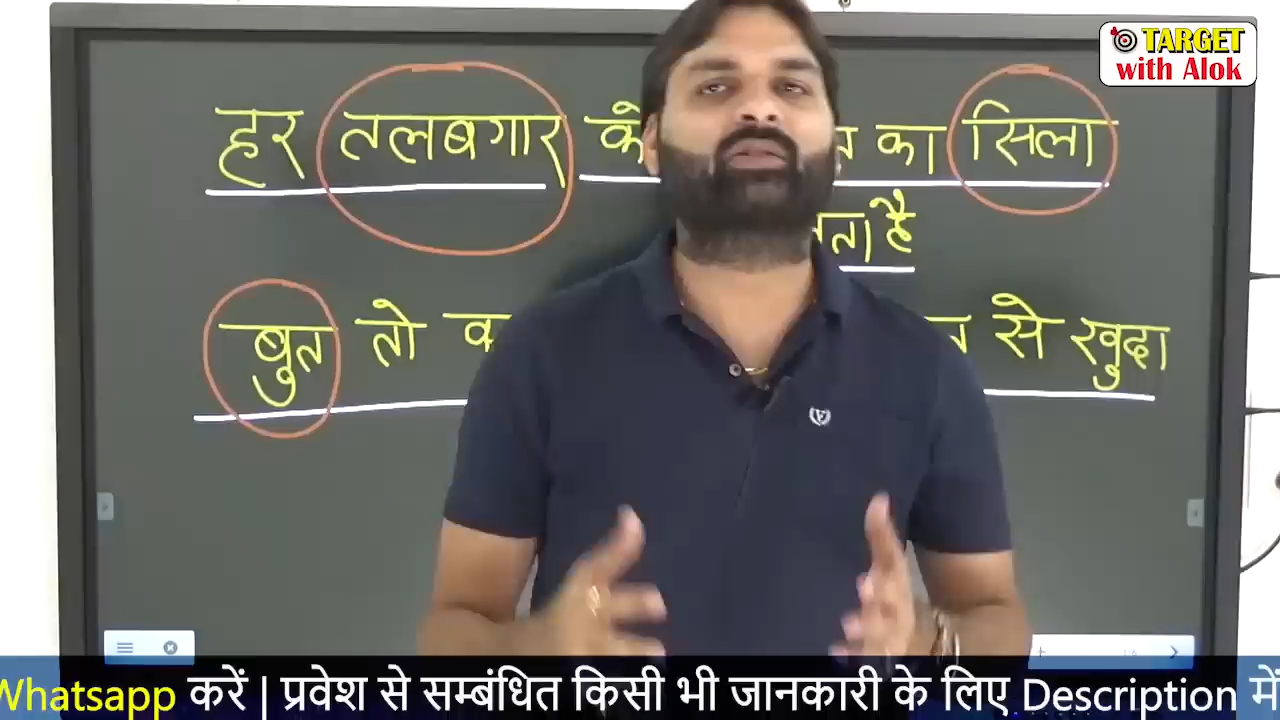 TARGET
with Alok
हर तलबगार को का सिला
है
बुत तो से खुदा
Whatsapp करें | प्रवेश से सम्बंधित किसी भी जानकारी के लिए Description में